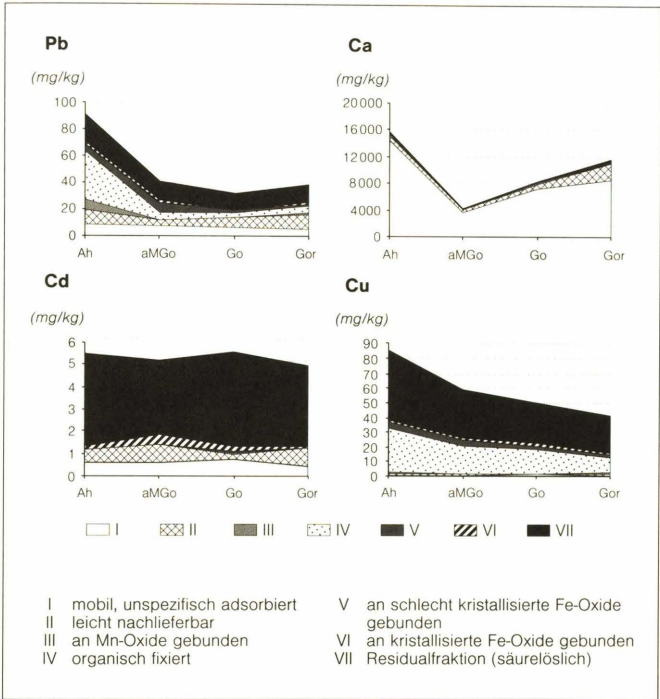 Pb
(mg/kg)
100
80
60
40
20
0
Ah aMGo Go Gor
Ca
(mg/kg)
20000
16000
12000
8000
4000
0
Ah aMGo Go Gor
Cd
(mg/kg)
6
5
4
3
2
1
0
Ah aMGo Go Gor
Cu
(mg/kg)
90
80
70
60
50
40
30
20
10
0
Ah aMGo Go Gor
I II III IV V VI VII
I mobil, unspezifisch adsorbiert
II leicht nachlieferbar
III an Mn-Oxide gebunden
IV organisch fixiert
V an schlecht kristallisierte Fe-Oxide
gebunden
VI an kristallisierte Fe-Oxide gebunden
VII Residualfraktion (säurelöslich)